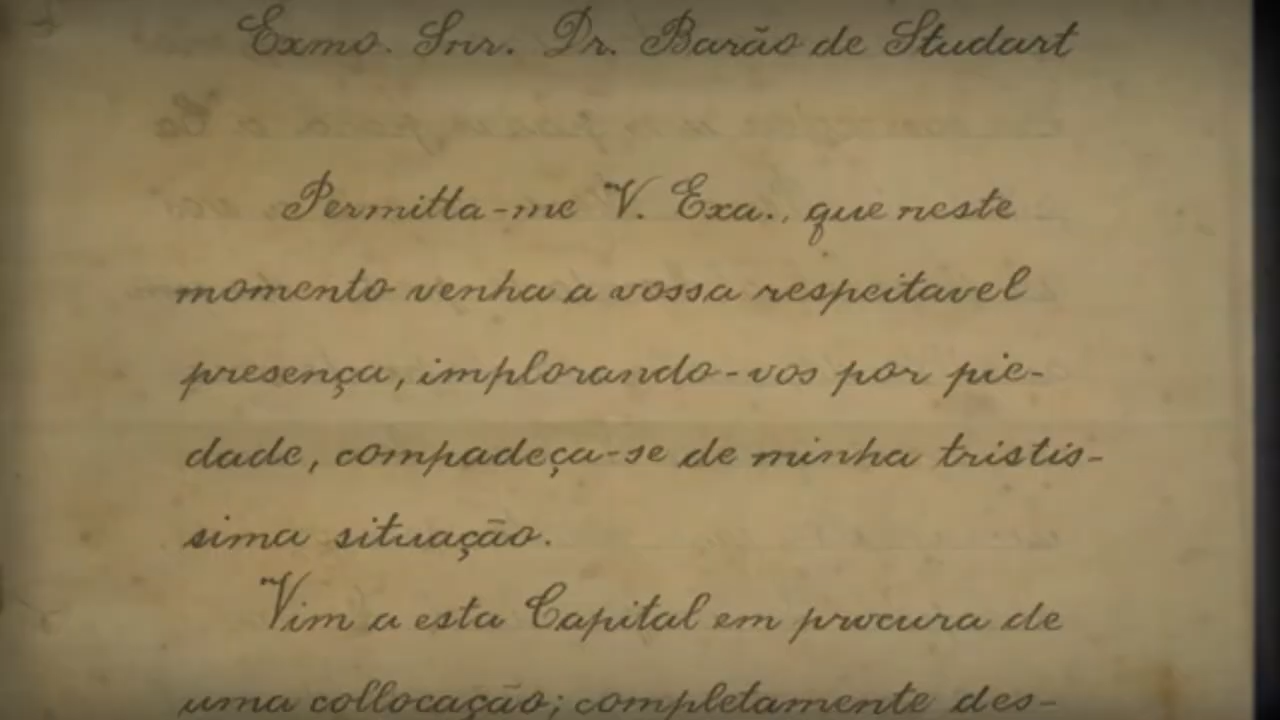 Exmo. Snr. Dr. Barão de Studart
Permitta-me V. Exa., que neste
momento venha a vossa respeitavel
presença, implorando-vos por pie-
dade, compadeça-se de minha tristis-
sima situação.
Vim a esta Capital em procura de
uma collocação; completamente des-